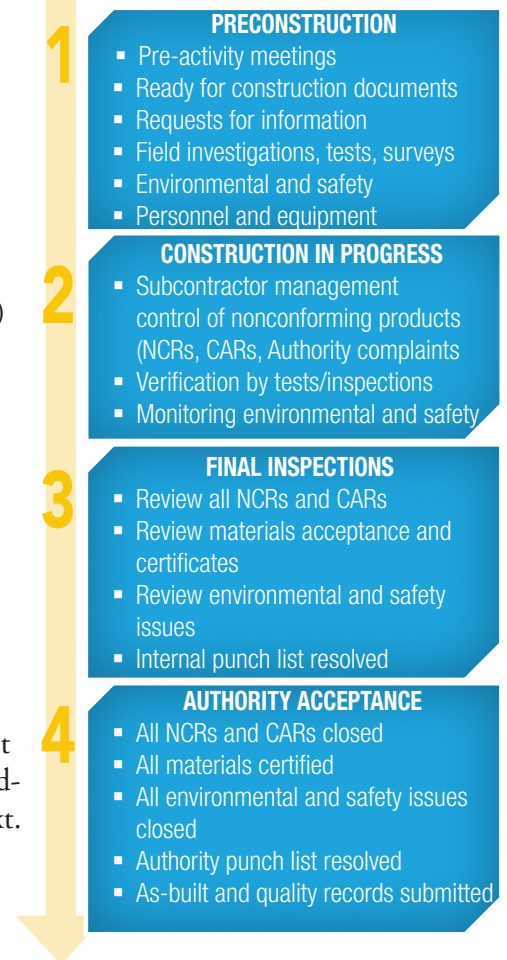 1
PRECONSTRUCTION
▪ Pre-activity meetings
▪ Ready for construction documents
▪ Requests for information
▪ Field investigations, tests, surveys
▪ Environmental and safety
▪ Personnel and equipment
2
CONSTRUCTION IN PROGRESS
▪ Subcontractor management
control of nonconforming products
(NCRs, CARs, Authority complaints
▪ Verification by tests/inspections
▪ Monitoring environmental and safety
)
3
FINAL INSPECTIONS
▪ Review all NCRs and CARs
▪ Review materials acceptance and
certificates
▪ Review environmental and safety
issues
▪ Internal punch list resolved
4
AUTHORITY ACCEPTANCE
▪ All NCRs and CARs closed
▪ All materials certified
▪ All environmental and safety issues
closed
▪ Authority punch list resolved
▪ As-built and quality records submitted